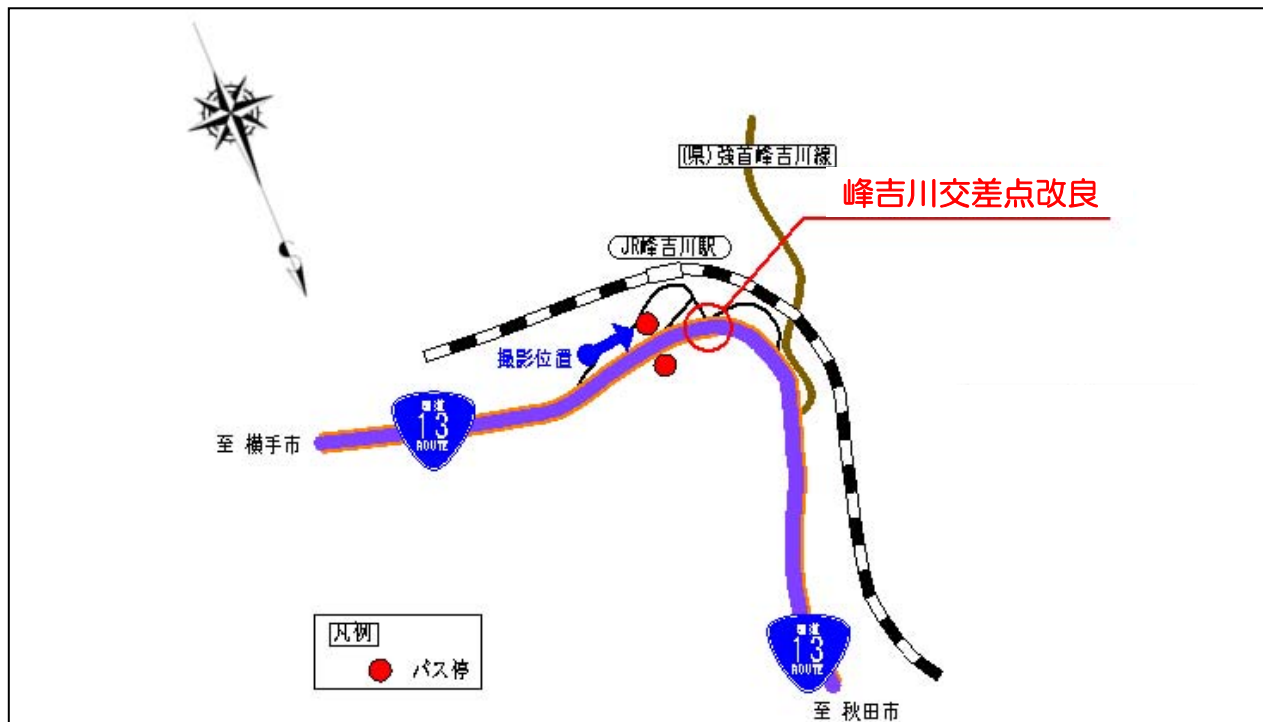 (県)強首峰吉川線
峰吉川交差点改良
JR峰吉川駅
撮影位置
国道
13
ROUTE
至 横手市
国道
13
ROUTE
至 秋田市
凡例
バス停
S